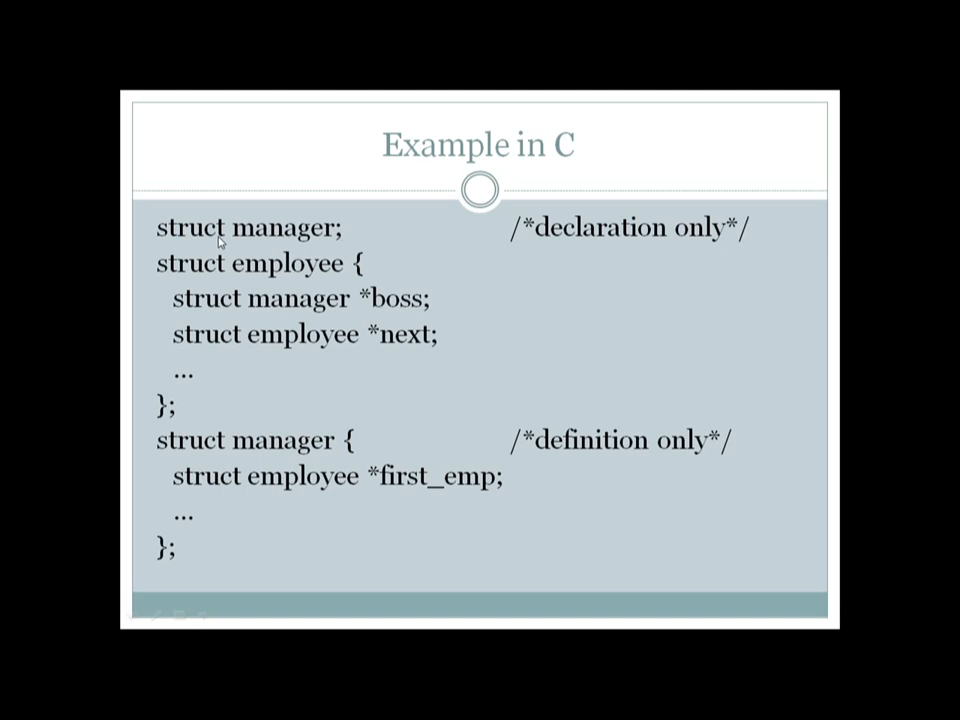 Example in C
struct manager; /*declaration only*/
struct employee {
struct manager *boss;
struct employee *next;
...
};
struct manager { /*definition only*/
struct employee *first_emp;
...
};